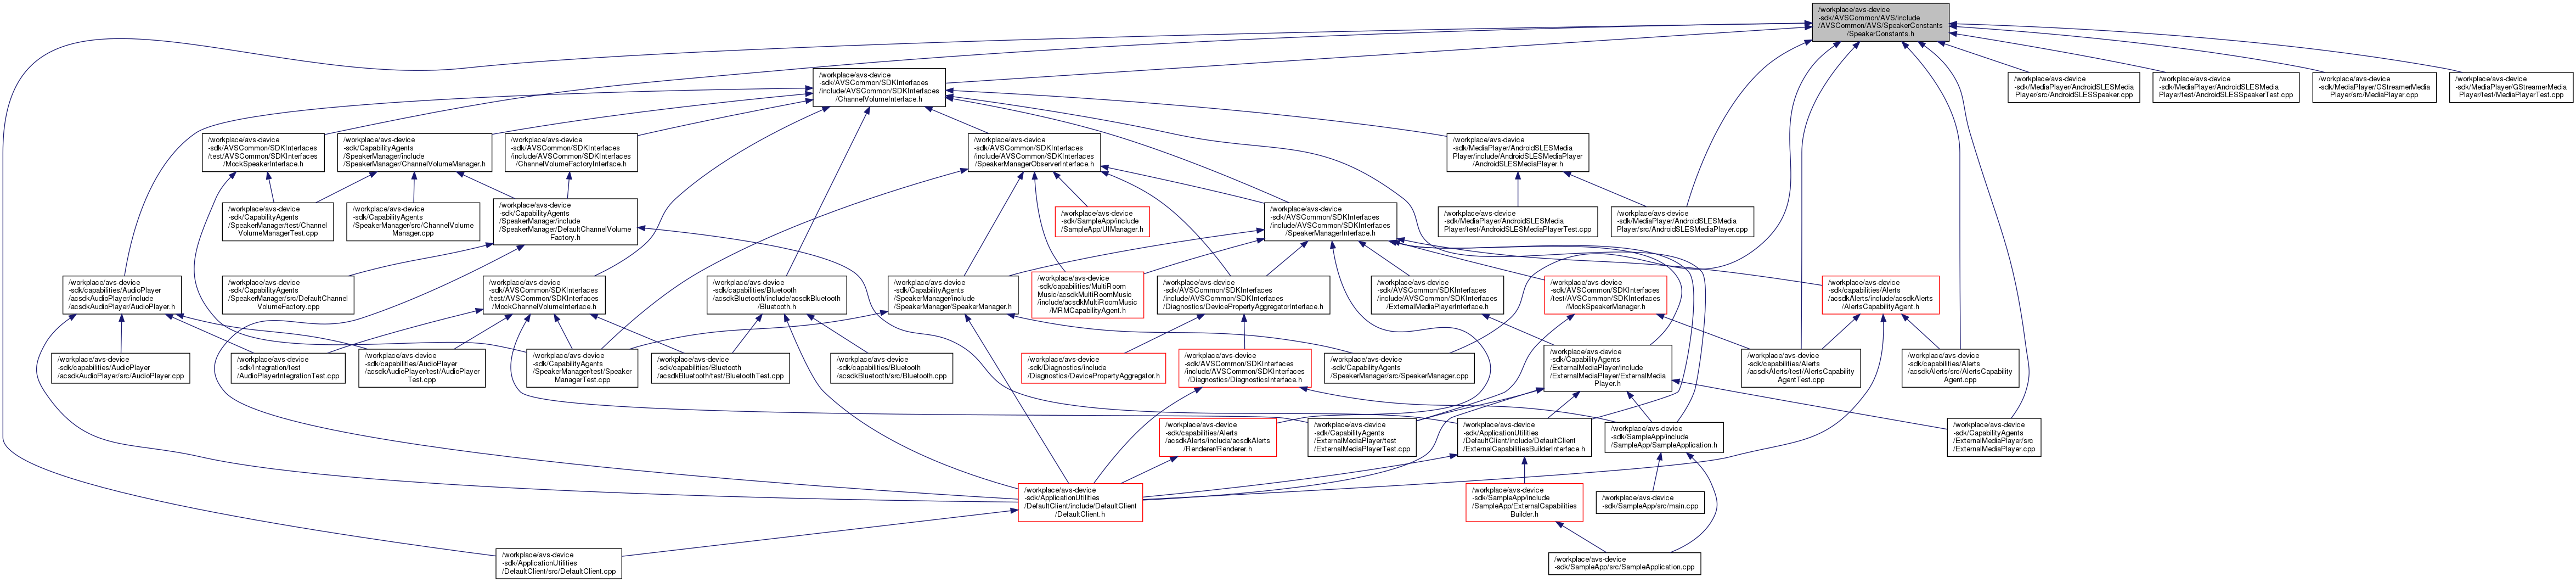 /workplace/avs-device
-sdk/AVSCommon/AVS/include
/AVSCommon/AVS/SpeakerConstants
/SpeakerConstants.h
/workplace/avs-device
-sdk/AVSCommon/SDKInterfaces
/include/AVSCommon/SDKInterfaces
/ChannelVolumeInterface.h
/workplace/avs-device
-sdk/MediaPlayer/AndroidSLESMedia
Player/src/AndroidSLESSpeaker.cpp
/workplace/avs-device
-sdk/MediaPlayer/AndroidSLESMedia
Player/test/AndroidSLESSpeakerTest.cpp
/workplace/avs-device
-sdk/MediaPlayer/GStreamerMedia
Player/src/MediaPlayer.cpp
/workplace/avs-device
-sdk/MediaPlayer/GStreamerMedia
Player/test/MediaPlayerTest.cpp
/workplace/avs-device
-sdk/AVSCommon/SDKInterfaces
/test/AVSCommon/SDKInterfaces
/MockSpeakerInterface.h
/workplace/avs-device
-sdk/CapabilityAgents
/SpeakerManager/include
/SpeakerManager/ChannelVolumeManager.h
/workplace/avs-device
-sdk/AVSCommon/SDKInterfaces
/include/AVSCommon/SDKInterfaces
/ChannelVolumeFactoryInterface.h
/workplace/avs-device
-sdk/AVSCommon/SDKInterfaces
/include/AVSCommon/SDKInterfaces
/SpeakerManagerObserverInterface.h
/workplace/avs-device
-sdk/MediaPlayer/AndroidSLESMedia
Player/include/AndroidSLESMediaPlayer
/AndroidSLESMediaPlayer.h
/workplace/avs-device
-sdk/CapabilityAgents
/SpeakerManager/test/Channel
VolumeManagerTest.cpp
/workplace/avs-device
-sdk/CapabilityAgents
/SpeakerManager/src/ChannelVolume
Manager.cpp
/workplace/avs-device
-sdk/CapabilityAgents
/SpeakerManager/include
/SpeakerManager/DefaultChannelVolume
Factory.h
/workplace/avs-device
-sdk/SampleApp/include
/SampleApp/UIManager.h
/workplace/avs-device
-sdk/AVSCommon/SDKInterfaces
/include/AVSCommon/SDKInterfaces
/SpeakerManagerInterface.h
/workplace/avs-device
-sdk/MediaPlayer/AndroidSLESMedia
Player/test/AndroidSLESMediaPlayerTest.cpp
/workplace/avs-device
-sdk/MediaPlayer/AndroidSLESMedia
Player/src/AndroidSLESMediaPlayer.cpp
/workplace/avs-device
-sdk/capabilities/AudioPlayer
/acsdkAudioPlayer/include
/acsdkAudioPlayer/AudioPlayer.h
/workplace/avs-device
-sdk/CapabilityAgents
/SpeakerManager/src/DefaultChannel
VolumeFactory.cpp
/workplace/avs-device
-sdk/AVSCommon/SDKInterfaces
/test/AVSCommon/SDKInterfaces
/MockChannelVolumeInterface.h
/workplace/avs-device
-sdk/capabilities/Bluetooth
/acsdkBluetooth/include/acsdkBluetooth
/Bluetooth.h
/workplace/avs-device
-sdk/CapabilityAgents
/SpeakerManager/include
/SpeakerManager/SpeakerManager.h
/workplace/avs-device
-sdk/capabilities/MultiRoom
Music/acsdkMultiRoomMusic
/include/acsdkMultiRoomMusic
/MRMCapabilityAgent.h
/workplace/avs-device
-sdk/AVSCommon/SDKInterfaces
/include/AVSCommon/SDKInterfaces
/Diagnostics/DevicePropertyAggregatorInterface.h
/workplace/avs-device
-sdk/AVSCommon/SDKInterfaces
/include/AVSCommon/SDKInterfaces
/ExternalMediaPlayerInterface.h
/workplace/avs-device
-sdk/AVSCommon/SDKInterfaces
/test/AVSCommon/SDKInterfaces
/MockSpeakerManager.h
/workplace/avs-device
-sdk/capabilities/Alerts
/acsdkAlerts/include/acsdkAlerts
/AlertsCapabilityAgent.h
/workplace/avs-device
-sdk/capabilities/AudioPlayer
/acsdkAudioPlayer/src/AudioPlayer.cpp
/workplace/avs-device
-sdk/Integration/test
/AudioPlayerIntegrationTest.cpp
/workplace/avs-device
-sdk/capabilities/AudioPlayer
/acsdkAudioPlayer/test/AudioPlayer
Test.cpp
/workplace/avs-device
-sdk/CapabilityAgents
/SpeakerManager/test/Speaker
ManagerTest.cpp
/workplace/avs-device
-sdk/capabilities/Bluetooth
/acsdkBluetooth/test/BluetoothTest.cpp
/workplace/avs-device
-sdk/capabilities/Bluetooth
/acsdkBluetooth/src/Bluetooth.cpp
/workplace/avs-device
-sdk/Diagnostics/include
/Diagnostics/DevicePropertyAggregator.h
/workplace/avs-device
-sdk/AVSCommon/SDKInterfaces
/include/AVSCommon/SDKInterfaces
/Diagnostics/DiagnosticsInterface.h
/workplace/avs-device
-sdk/CapabilityAgents
/SpeakerManager/src/SpeakerManager.cpp
/workplace/avs-device
-sdk/CapabilityAgents
/ExternalMediaPlayer/include
/ExternalMediaPlayer/ExternalMedia
Player.h
/workplace/avs-device
-sdk/capabilities/Alerts
/acsdkAlerts/test/AlertsCapability
AgentTest.cpp
/workplace/avs-device
-sdk/capabilities/Alerts
/acsdkAlerts/src/AlertsCapability
Agent.cpp
/workplace/avs-device
-sdk/capabilities/Alerts
/acsdkAlerts/include/acsdkAlerts
/Renderer/Renderer.h
/workplace/avs-device
-sdk/CapabilityAgents
/ExternalMediaPlayer/test
/ExternalMediaPlayerTest.cpp
/workplace/avs-device
-sdk/ApplicationUtilities
/DefaultClient/include/DefaultClient
/ExternalCapabilitiesBuilderInterface.h
/workplace/avs-device
-sdk/SampleApp/include
/SampleApp/SampleApplication.h
/workplace/avs-device
-sdk/CapabilityAgents
/ExternalMediaPlayer/src
/ExternalMediaPlayer.cpp
/workplace/avs-device
-sdk/ApplicationUtilities
/DefaultClient/include/DefaultClient
/DefaultClient.h
/workplace/avs-device
-sdk/SampleApp/include
/SampleApp/ExternalCapabilities
Builder.h
/workplace/avs-device
-sdk/SampleApp/src/main.cpp
/workplace/avs-device
-sdk/ApplicationUtilities
/DefaultClient/src/DefaultClient.cpp
/workplace/avs-device
-sdk/SampleApp/src/SampleApplication.cpp